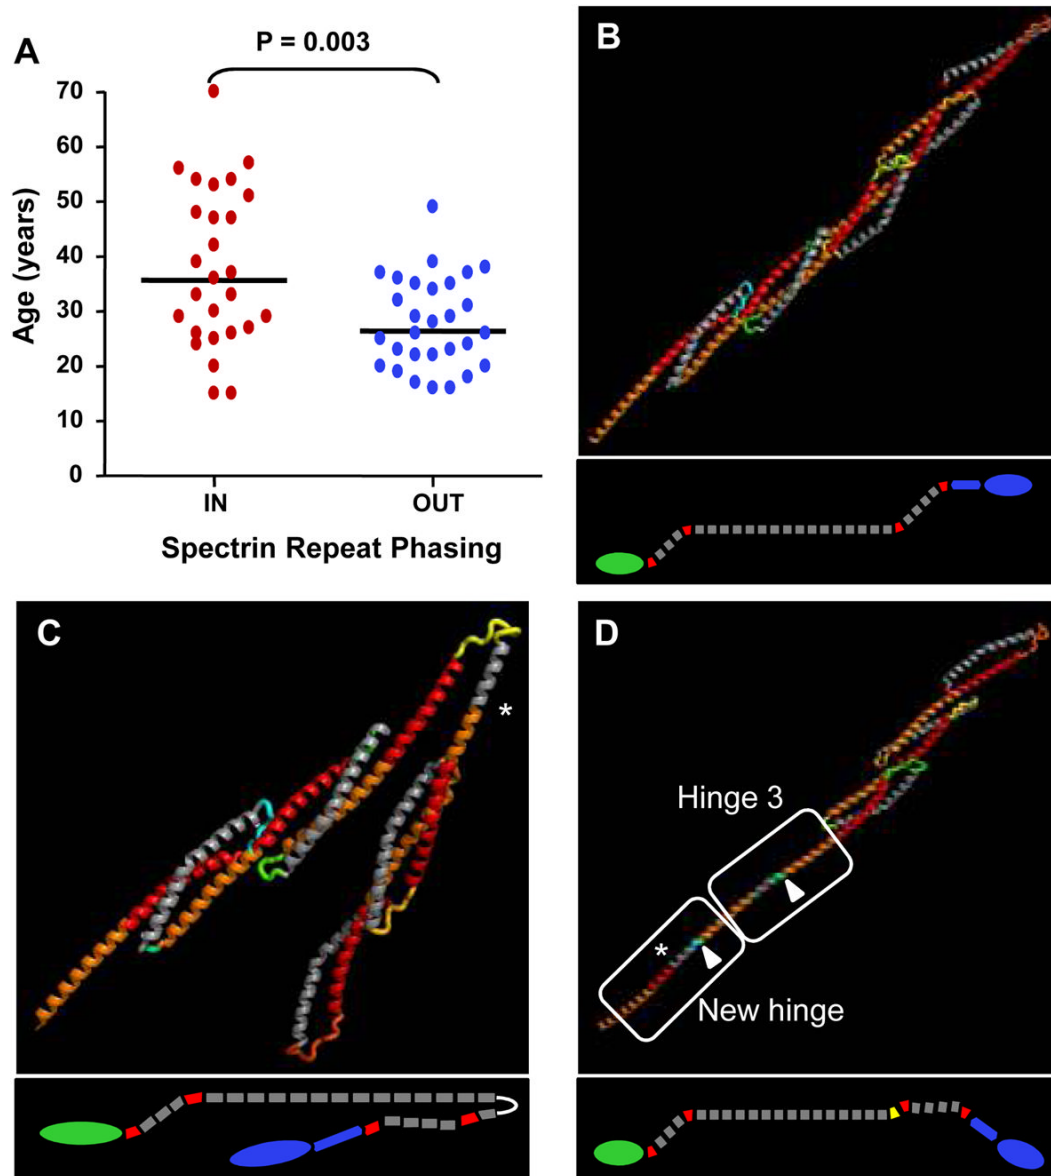 A
P = 0.003
70
60
50
40
30
20
10
0
Age (years)
IN
OUT
Spectrin Repeat Phasing
B
C
*
D
Hinge 3
*
New hinge